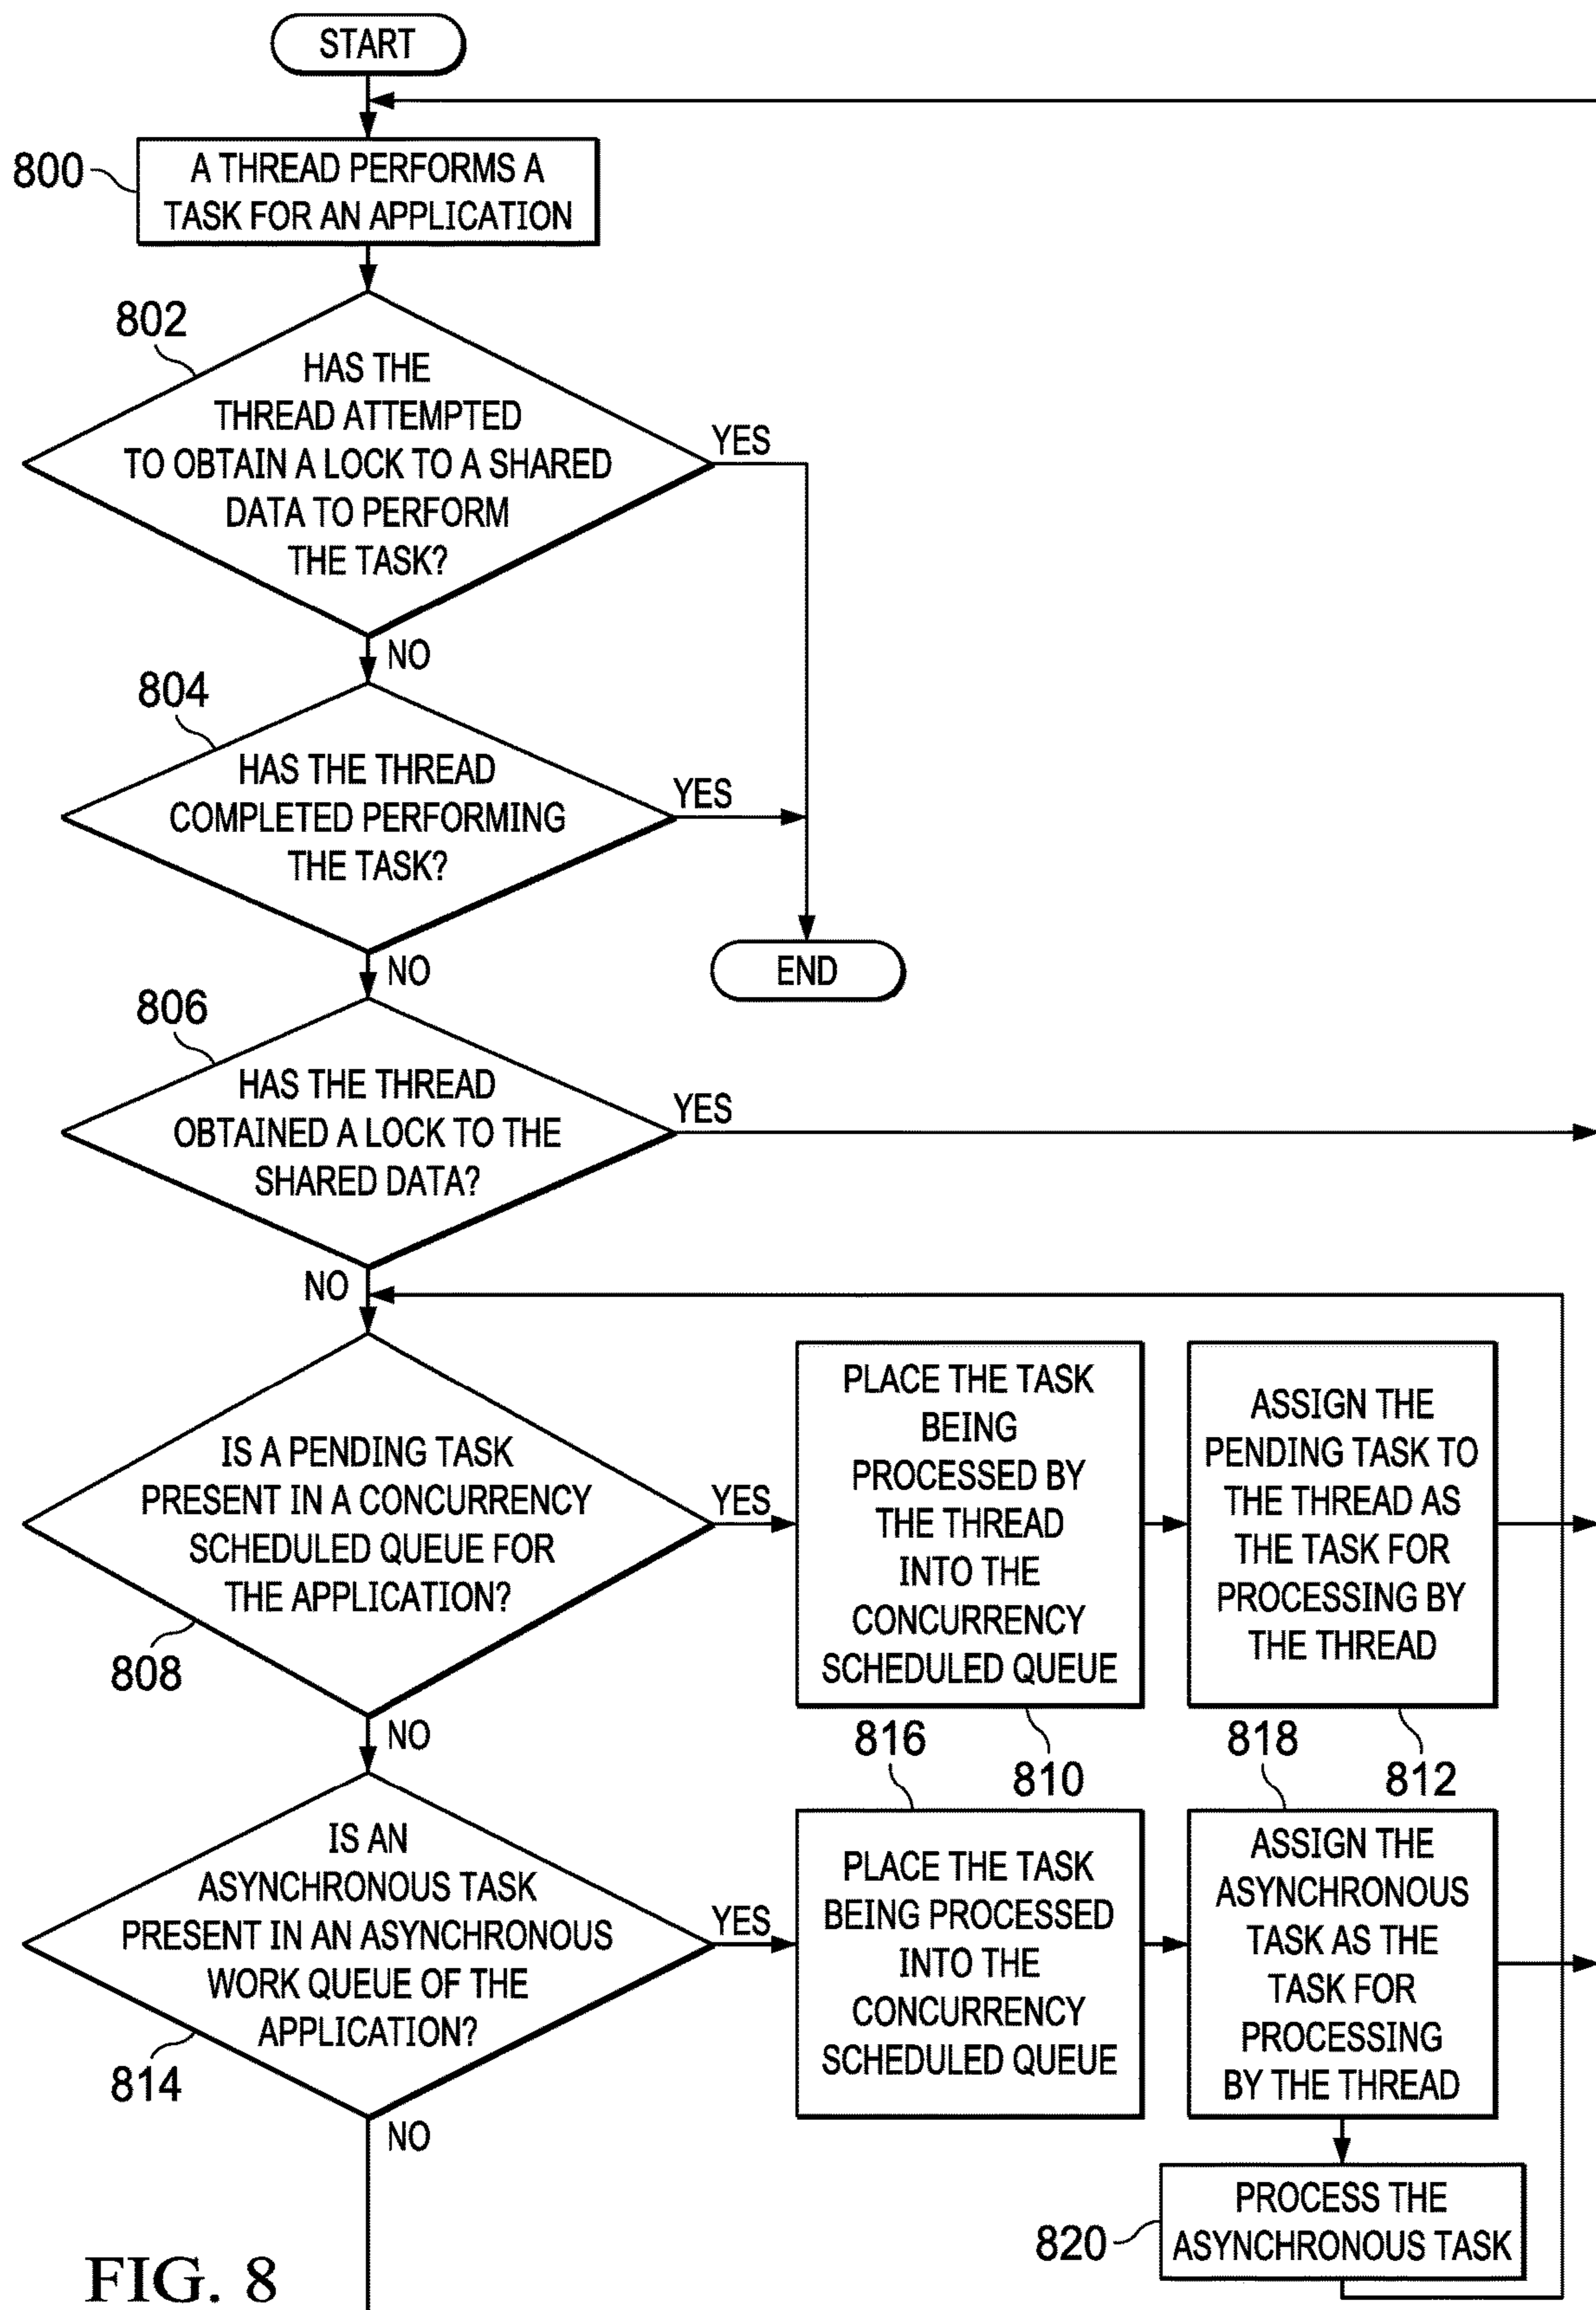 START
800
A THREAD PERFORMS A
TASK FOR AN APPLICATION
802
HAS THE
THREAD ATTEMPTED
TO OBTAIN A LOCK TO A SHARED
DATA TO PERFORM
THE TASK?
YES
NO
804
HAS THE THREAD
COMPLETED PERFORMING
THE TASK?
YES
END
NO
806
HAS THE THREAD
OBTAINED A LOCK TO THE
SHARED DATA?
YES
NO
IS A PENDING TASK
PRESENT IN A CONCURRENCY
SCHEDULED QUEUE FOR
THE APPLICATION?
808
YES
PLACE THE TASK
BEING
PROCESSED BY
THE THREAD
INTO THE
CONCURRENCY
SCHEDULED QUEUE
810
ASSIGN THE
PENDING TASK TO
THE THREAD AS
THE TASK FOR
PROCESSING BY
THE THREAD
812
NO
IS AN
ASYNCHRONOUS TASK
PRESENT IN AN ASYNCHRONOUS
WORK QUEUE OF THE
APPLICATION?
814
YES
816
PLACE THE TASK
BEING PROCESSED
INTO THE
CONCURRENCY
SCHEDULED QUEUE
818
ASSIGN THE
ASYNCHRONOUS
TASK AS THE
TASK FOR
PROCESSING
BY THE THREAD
NO
820
PROCESS THE
ASYNCHRONOUS TASK
FIG. 8